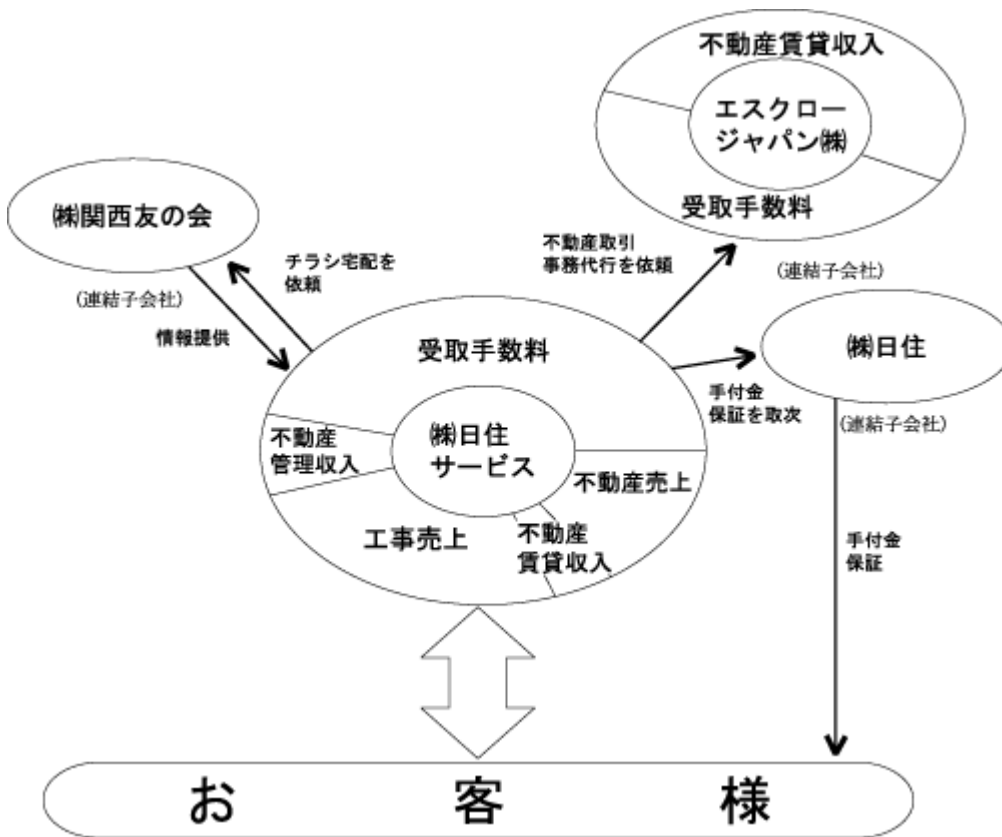 不動産賃貸収入
エスクロー
ジャパン㈱
受取手数料
(連結子会社)
㈱関西友の会
(連結子会社)
チラシ宅配を
依頼
情報提供
不動産取引
事務代行を依頼
㈱日住
(連結子会社)
手付金
保証を取次
受取手数料
㈱日住
サービス
不動産
管理収入
不動産売上
工事売上
不動産
賃貸収入
手付金
保証
お客様